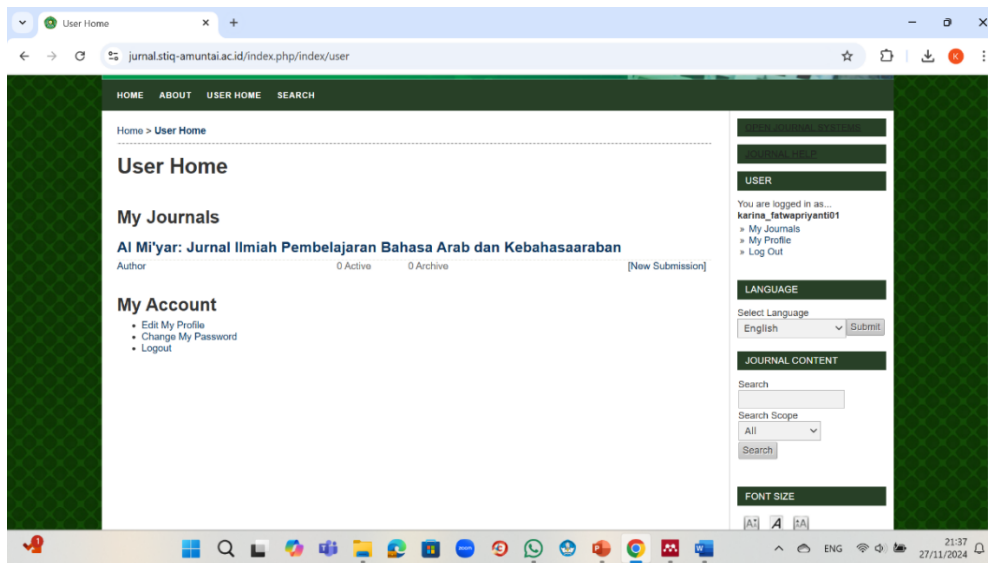 User Home
jurnal.stiq-amuntai.ac.id/index.php/index/user
K
HOME ABOUT USER HOME SEARCH
Home > User Home
User Home
My Journals
Al Mi'yar: Jurnal Ilmiah Pembelajaran Bahasa Arab dan Kebahasaaraban
Author 0 Active 0 Archive [New Submission]
My Account
Edit My Profile
Change My Password
Logout
OPEN JOURNAL SYSTEMS
JOURNAL HELP
USER
You are logged in as...
karina_fatwapriyanti01
» My Journals
» My Profile
» Log Out
LANGUAGE
Select Language
English Submit
JOURNAL CONTENT
Search
Search Scope
All
Search
FONT SIZE
A A A
1
zoom
ENG
21:37
27/11/2024